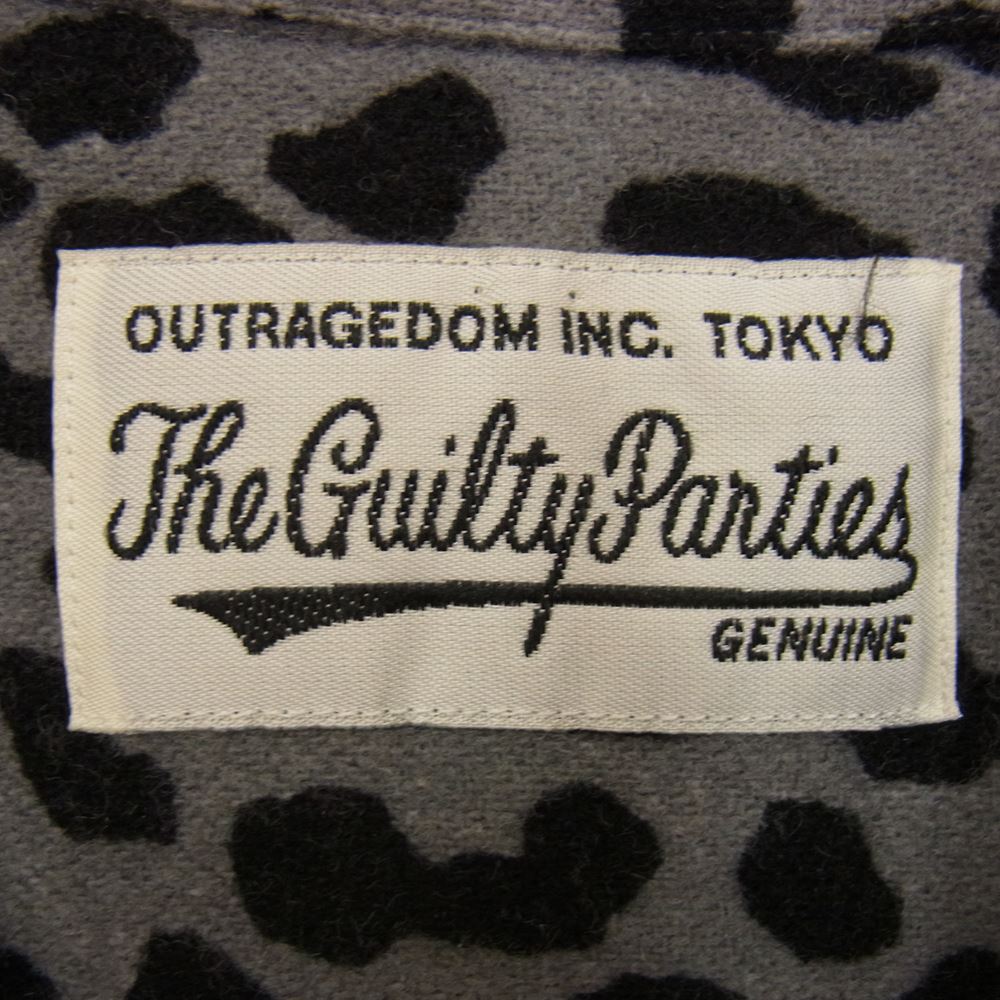 OUTRAGEDOM INC. TOKYO
The Guilty Parties
GENUINE